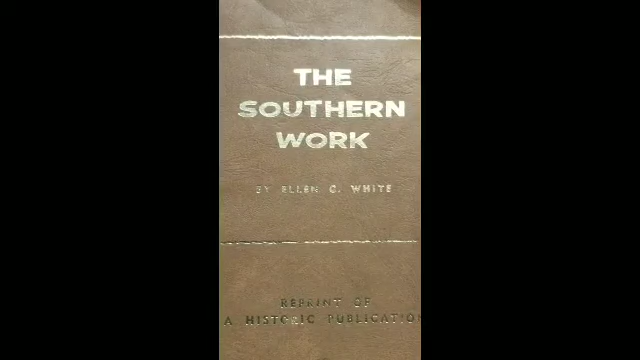 THE
SOUTHERN
WORK
BY ELLEN G. WHITE
REPRINT OF
A HISTORIC PUBLICATION